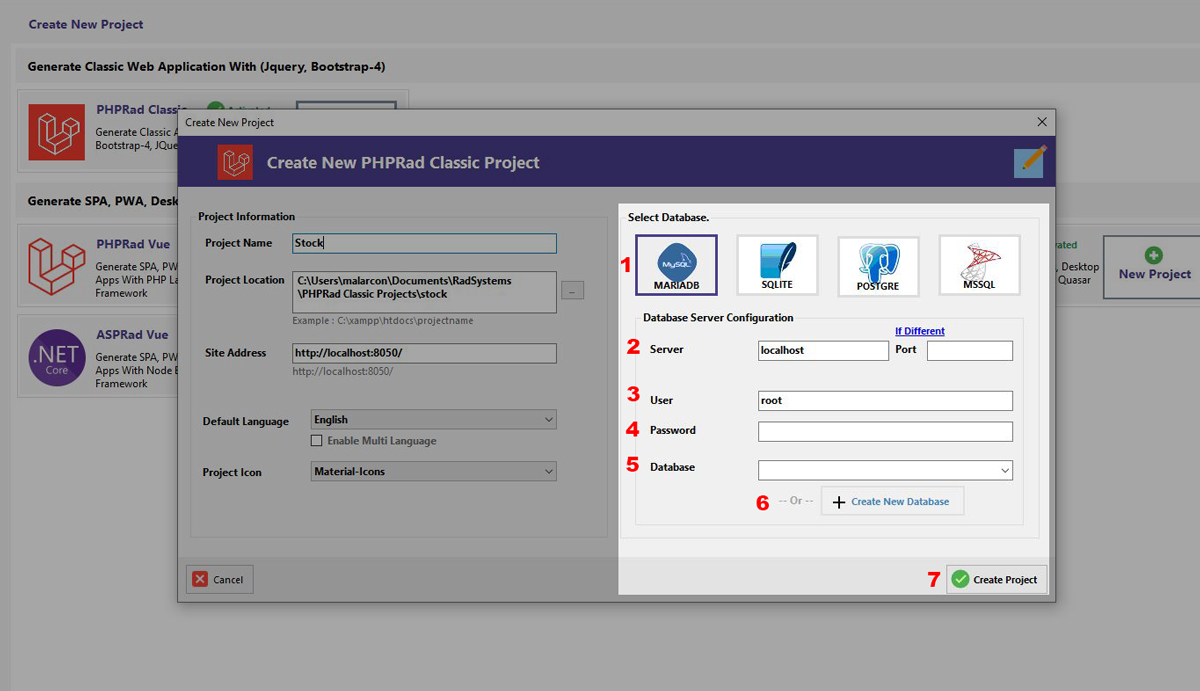 Create New Project
Generate Classic Web Application With (Jquery, Bootstrap-4)
PHPRad Classic
Generate Classic A
Bootstrap-4, JQue
Generate SPA, PWA, Desk
PHPRad Vue
Generate SPA, PW
Apps With PHP La
Framework
ated
, Desktop
Quasar
New Project
ASPRad Vue
.NET
Core
Generate SPA, PW
Apps With Node E
Framework
Create New Project
Create New PHPRad Classic Project
Project Information
Project Name
Stock
Project Location
C:\Users\malarcon\Documents\RadSystems
\PHPRad Classic Projects\stock
...
Example : C:\xampp\htdocs\projectname
Site Address
http://localhost:8050/
http://localhost:8050/
Default Language
English
Enable Multi Language
Project Icon
Material-Icons
Cancel
Select Database.
1
MySQL
MARIADB
SQLITE
POSTGRE
MSSQL
Database Server Configuration
If Different
2
Server
localhost
Port
3
User
root
4
Password
5
Database
6
-- Or --
Create New Database
7
Create Project